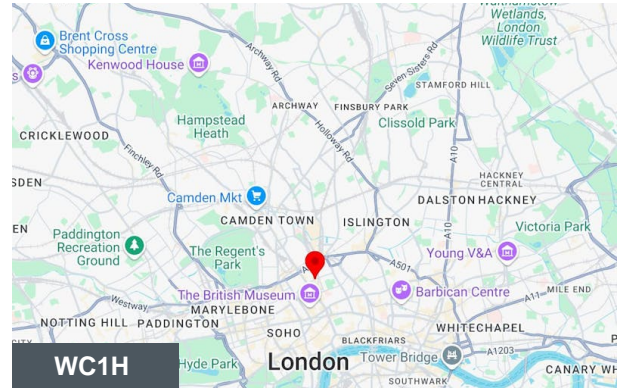 Wetlands,
London
Wildlife Trust
Brent Cross
Shopping Centre
Kenwood House
Archway Rd
Seven Sisters Rd
STAMFORD HILL
ARCHWAY
FINSBURY PARK
Hampstead
Heath
Holloway Rd
Clissold Park
CRICKLEWOOD
Finchley Rd
A10
HACKNEY
CENTRAL
Camden Mkt
DALSTON
HACKNEY
CAMDEN TOWN
ISLINGTON
Victoria Park
Paddington
Recreation
Ground
The Regent's
Park
A501
Young V&A
A10
The British Museum
Barbican Centre
A11
MILE END
Westway
MARYLEBONE
NOTTING HILL
PADDINGTON
SOHO
WHITECHAPEL
BLACKFRIARS
A1203
WC1H
Hyde Park
London
Tower Bridge
CANARY WH
SOUTHWARK